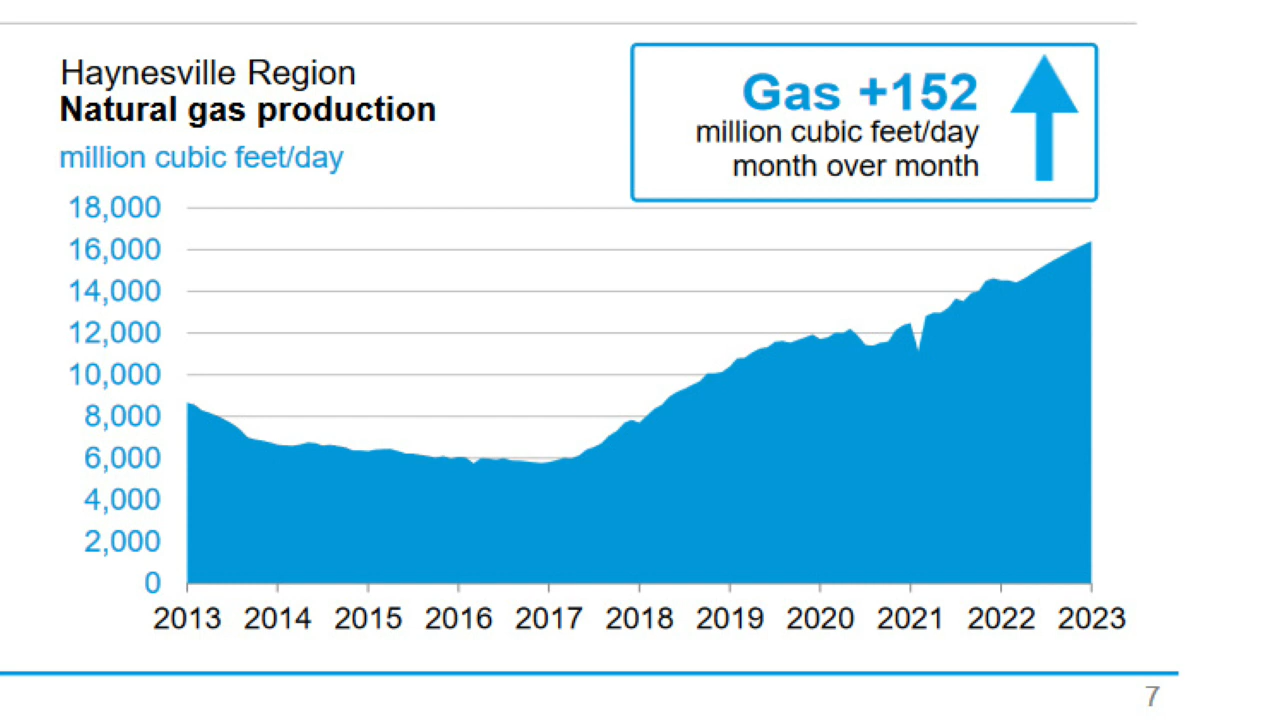 Haynesville Region
Natural gas production
million cubic feet/day
Gas +152
million cubic feet/day
month over month
18,000
16,000
14,000
12,000
10,000
8,000
6,000
4,000
2,000
0
2013 2014 2015 2016 2017 2018 2019 2020 2021 2022 2023
7